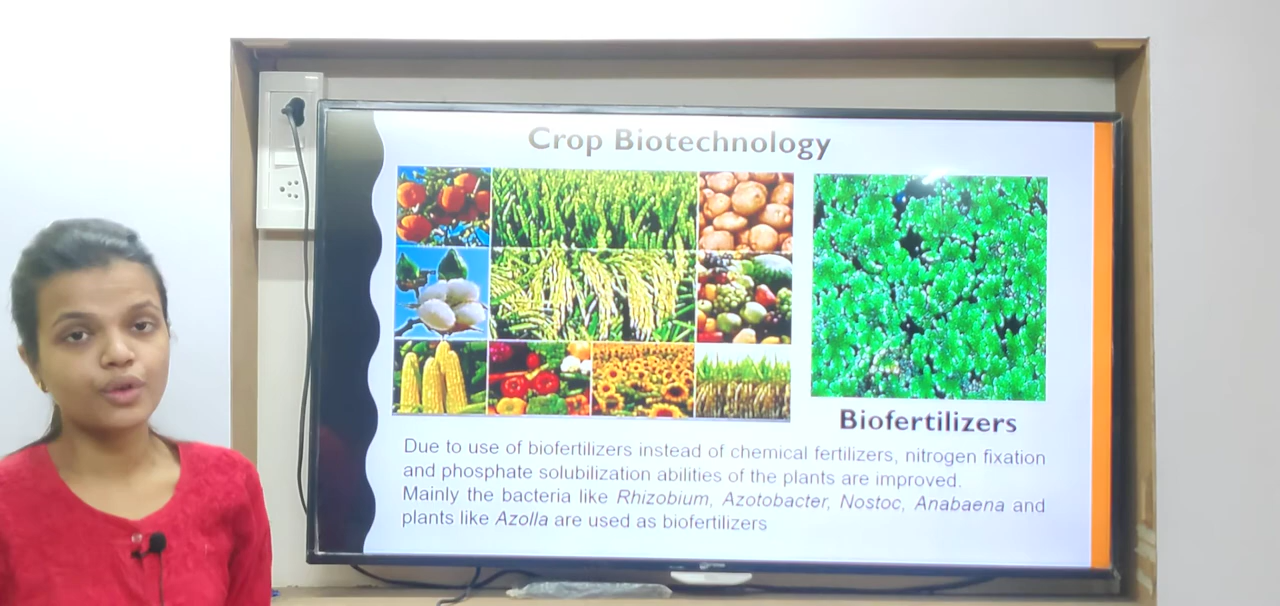 Crop Biotechnology
Biofertilizers
Due to use of biofertilizers instead of chemical fertilizers, nitrogen fixation
and phosphate solubilization abilities of the plants are improved.
Mainly the bacteria like Rhizobium, Azotobacter, Nostoc, Anabaena and
plants like Azolla are used as biofertilizers